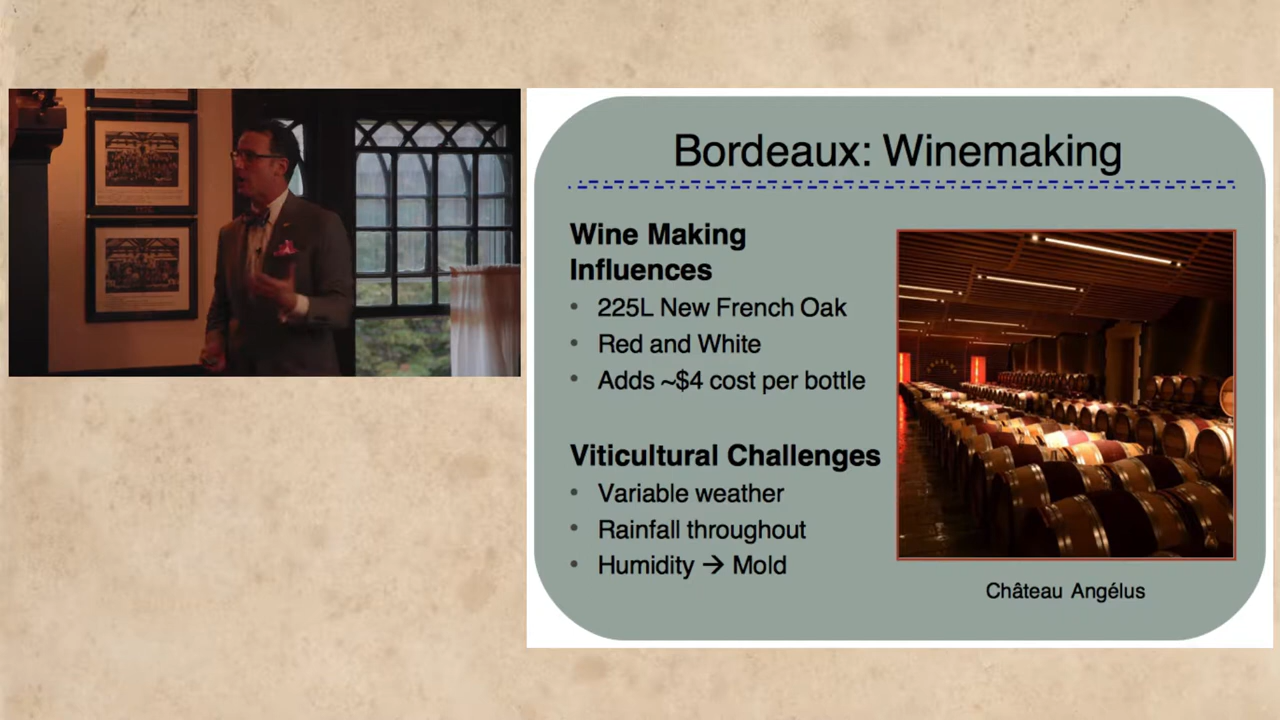 Bordeaux: Winemaking
Wine Making
Influences
• 225L New French Oak
• Red and White
• Adds ~$4 cost per bottle
Viticultural Challenges
• Variable weather
• Rainfall throughout
• Humidity → Mold
Château Angélus